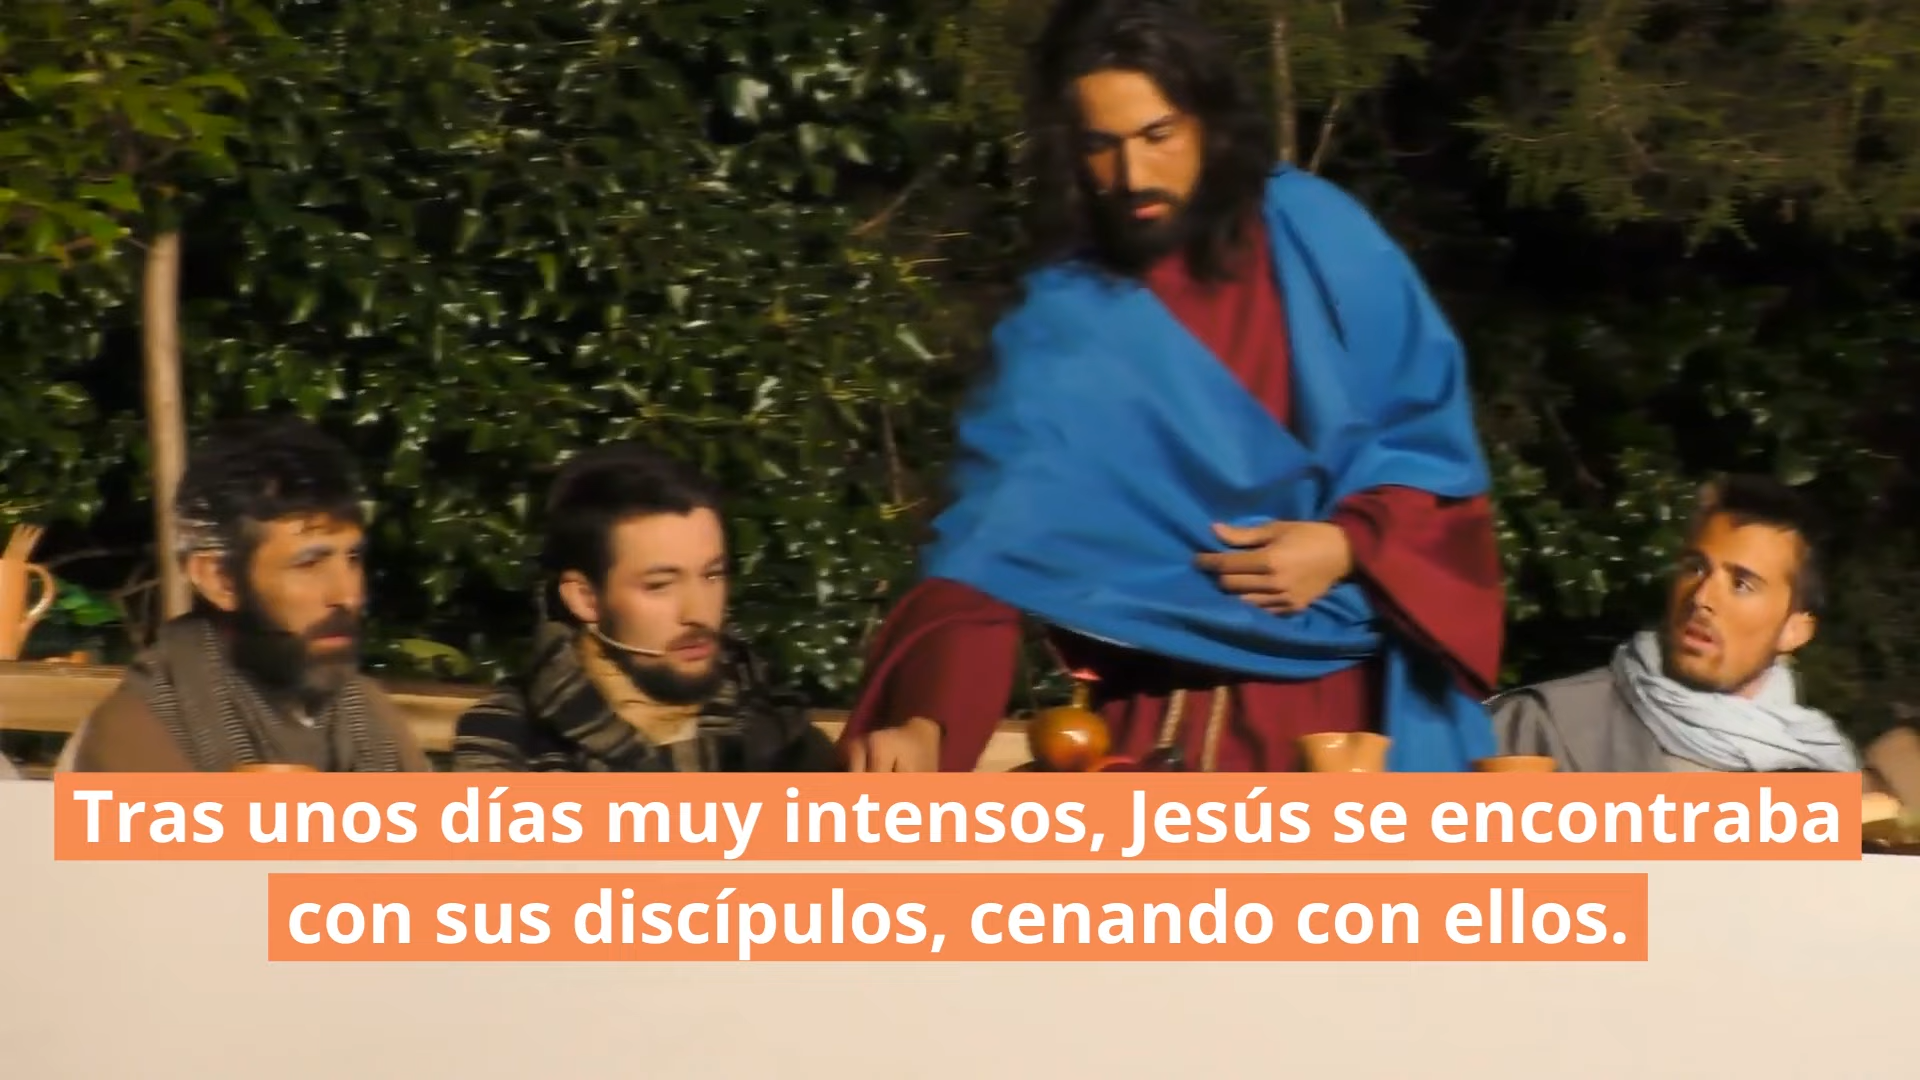 Tras unos días muy intensos, Jesús se encontraba
con sus discípulos, cenando con ellos.